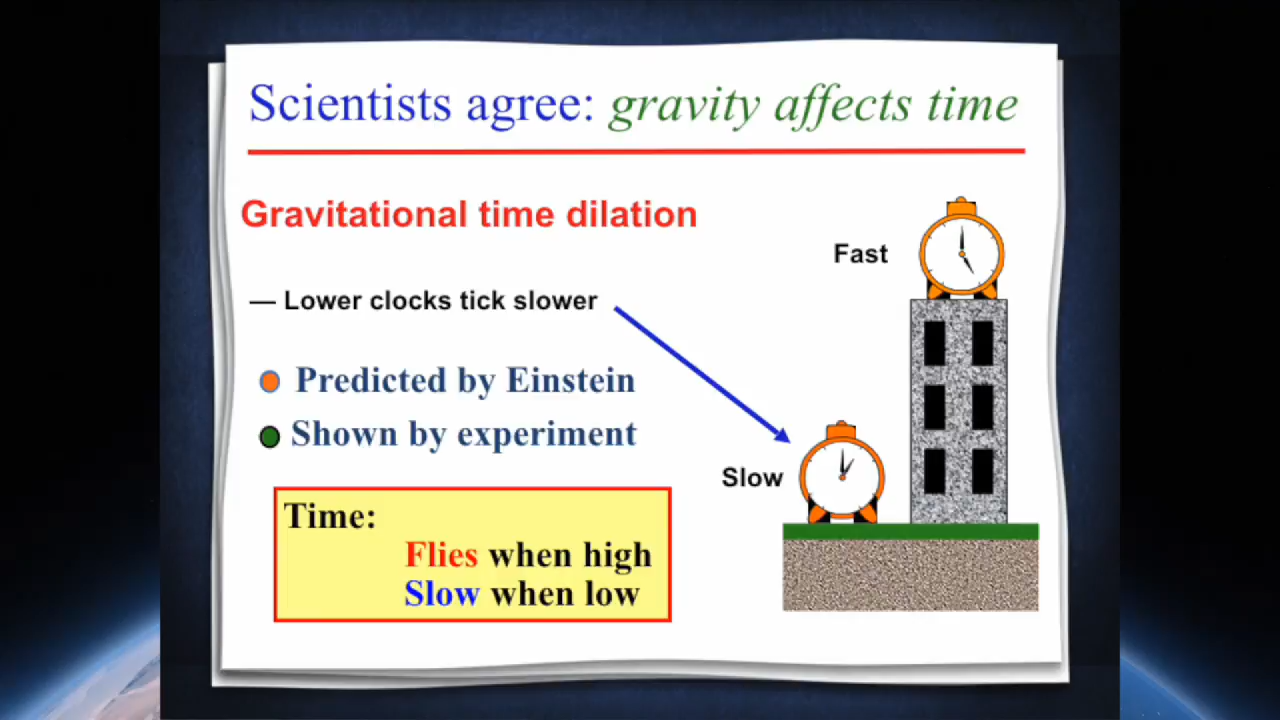 Scientists agree: gravity affects time
Gravitational time dilation
Fast
— Lower clocks tick slower
Predicted by Einstein
Shown by experiment
Slow
Time:
Flies when high
Slow when low